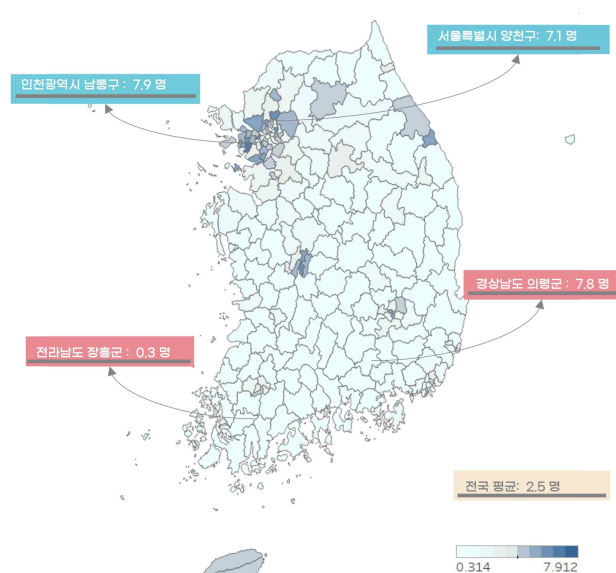 서울특별시 양천구: 7.1 명
인천광역시 남동구 : 7.9 명
경상남도 의령군 : 7.8 명
전라남도 장흥군 : 0.3 명
전국 평균: 2.5 명
0.314
7.912